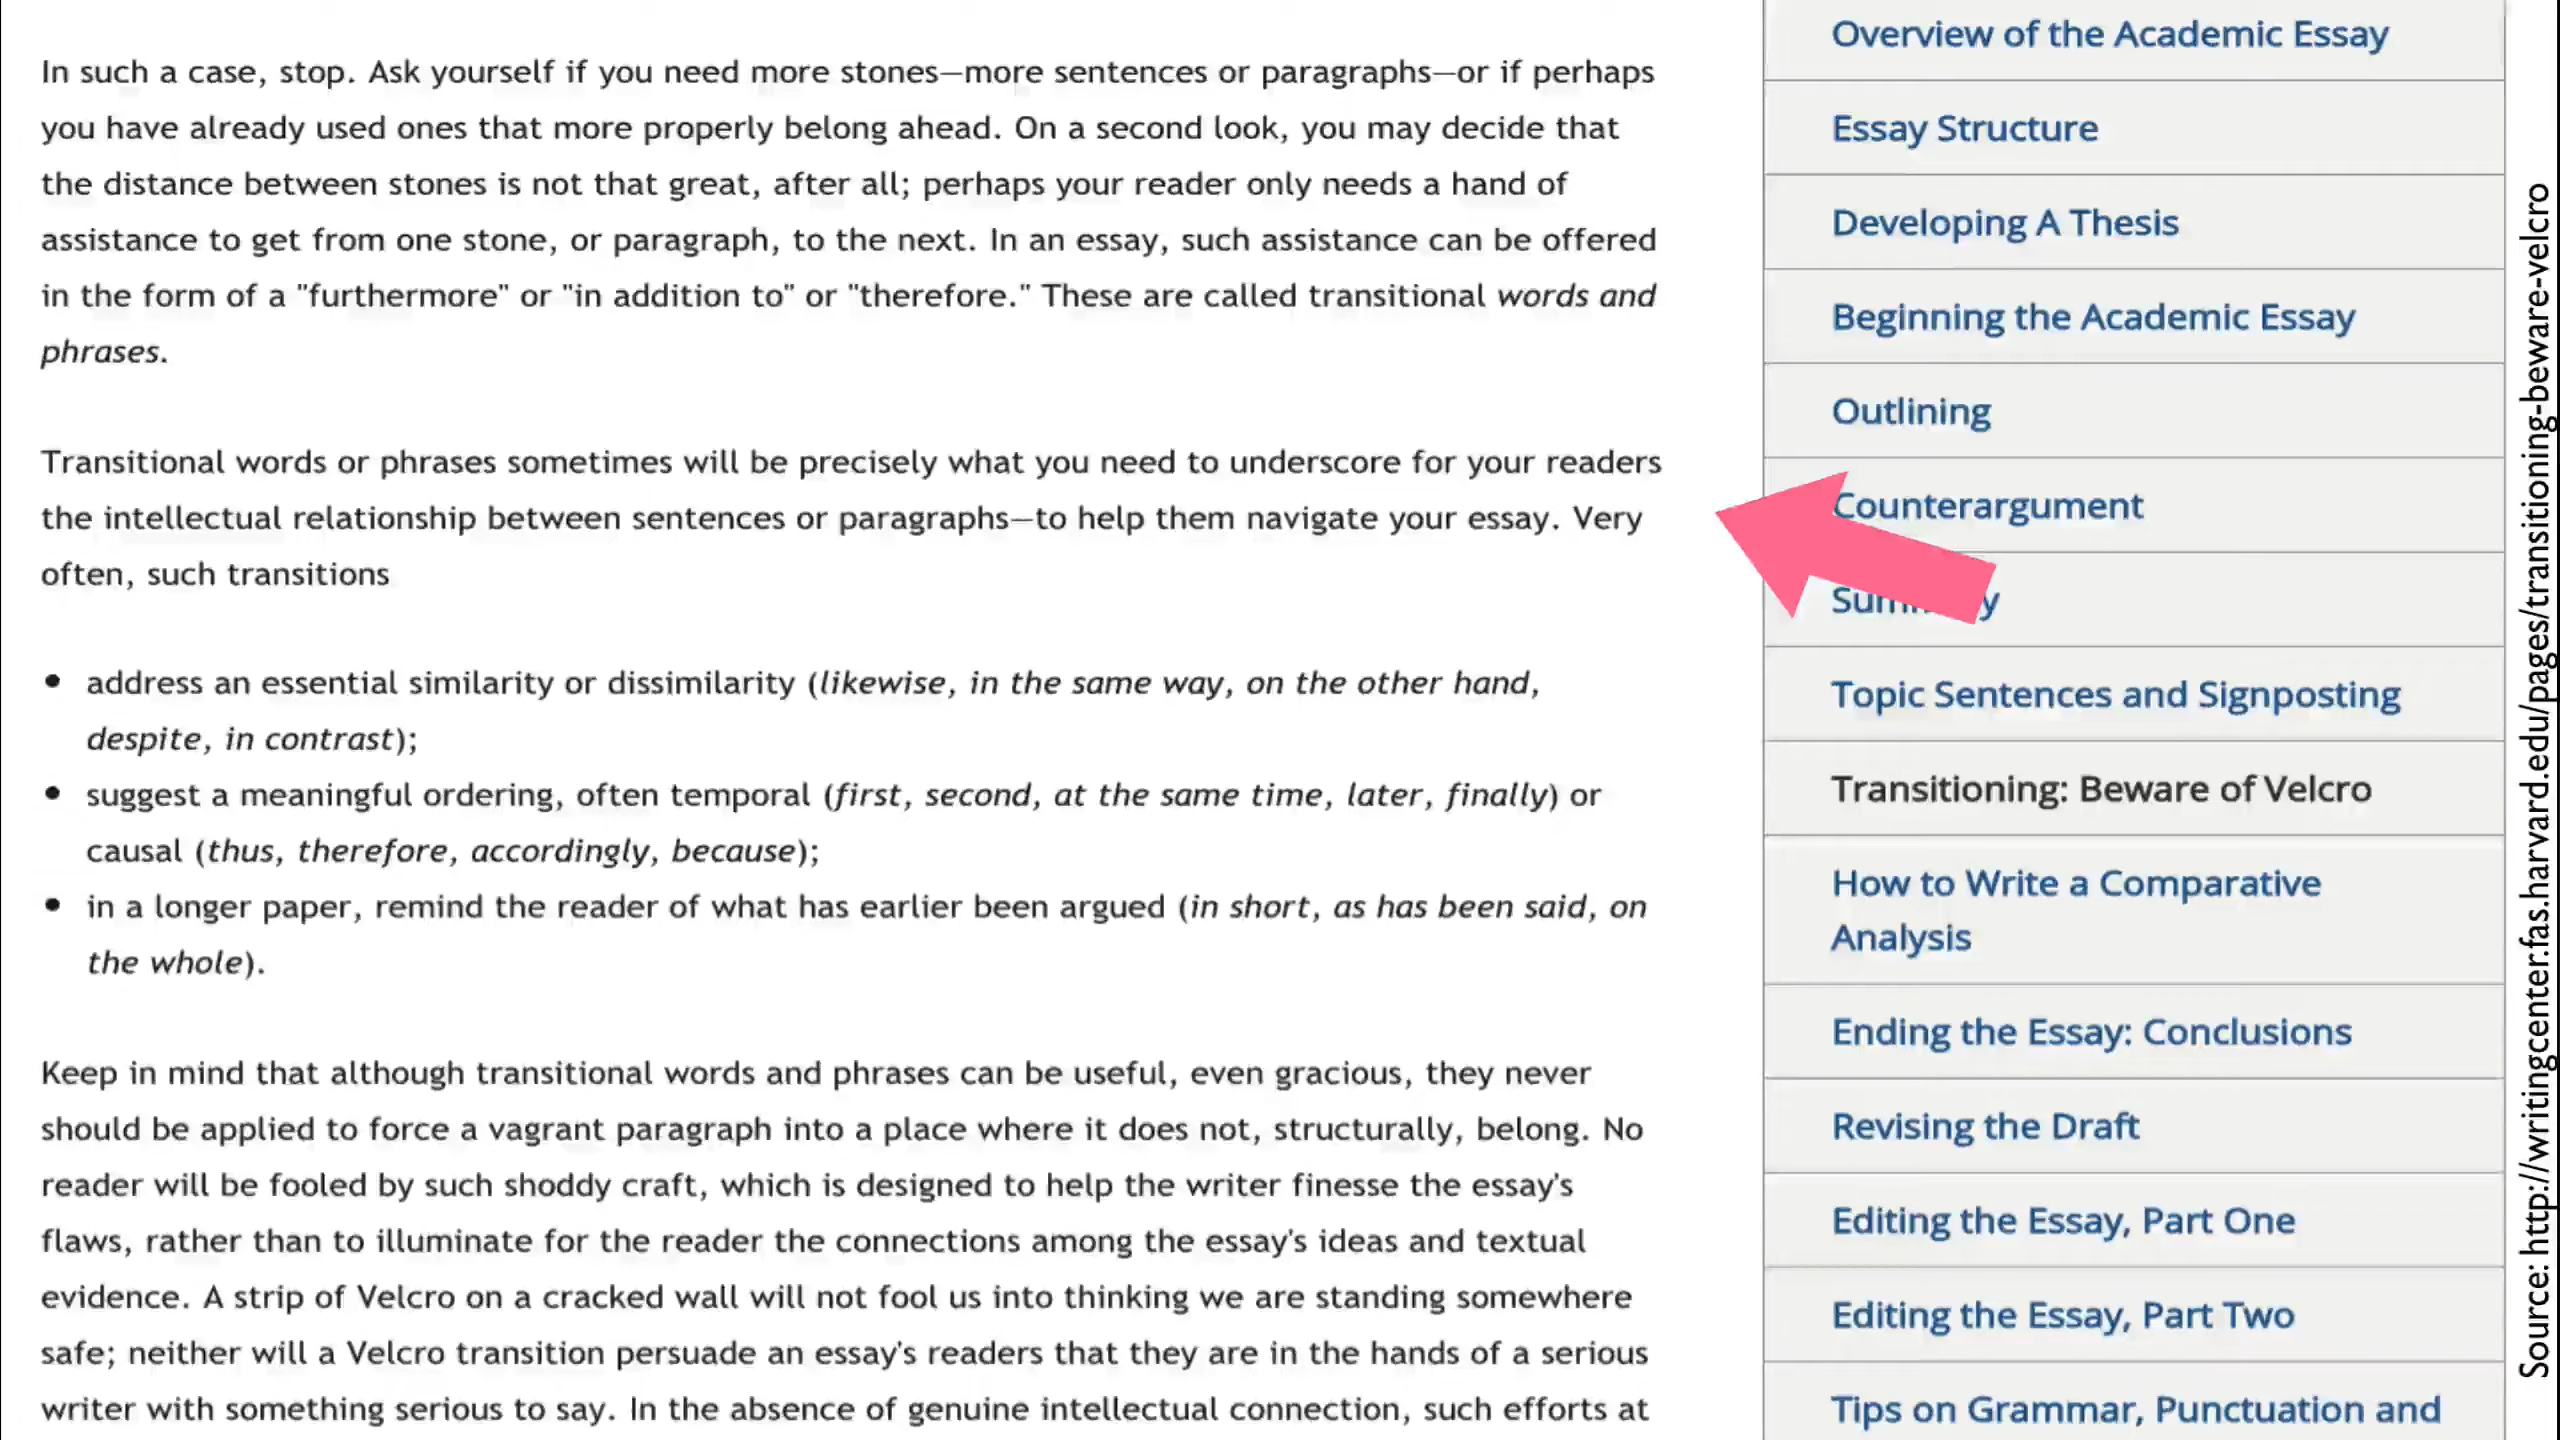 In such a case, stop. Ask yourself if you need more stones—more sentences or paragraphs—or if perhaps
you have already used ones that more properly belong ahead. On a second look, you may decide that
the distance between stones is not that great, after all; perhaps your reader only needs a hand of
assistance to get from one stone, or paragraph, to the next. In an essay, such assistance can be offered
in the form of a "furthermore" or "in addition to" or "therefore." These are called transitional words and
phrases.
Transitional words or phrases sometimes will be precisely what you need to underscore for your readers
the intellectual relationship between sentences or paragraphs—to help them navigate your essay. Very
often, such transitions
• address an essential similarity or dissimilarity (likewise, in the same way, on the other hand,
despite, in contrast);
• suggest a meaningful ordering, often temporal (first, second, at the same time, later, finally) or
causal (thus, therefore, accordingly, because);
• in a longer paper, remind the reader of what has earlier been argued (in short, as has been said, on
the whole).
Keep in mind that although transitional words and phrases can be useful, even gracious, they never
should be applied to force a vagrant paragraph into a place where it does not, structurally, belong. No
reader will be fooled by such shoddy craft, which is designed to help the writer finesse the essay's
flaws, rather than to illuminate for the reader the connections among the essay's ideas and textual
evidence. A strip of Velcro on a cracked wall will not fool us into thinking we are standing somewhere
safe; neither will a Velcro transition persuade an essay's readers that they are in the hands of a serious
writer with something serious to say. In the absence of genuine intellectual connection, such efforts at
Overview of the Academic Essay
Essay Structure
Developing A Thesis
Beginning the Academic Essay
Outlining
Counterargument
Topic Sentences and Signposting
Transitioning: Beware of Velcro
How to Write a Comparative
Analysis
Ending the Essay: Conclusions
Revising the Draft
Editing the Essay, Part One
Editing the Essay, Part Two
Tips on Grammar, Punctuation and
Source: http://writingcenter.fas.harvard.edu/pages/transitioning-beware-velcro